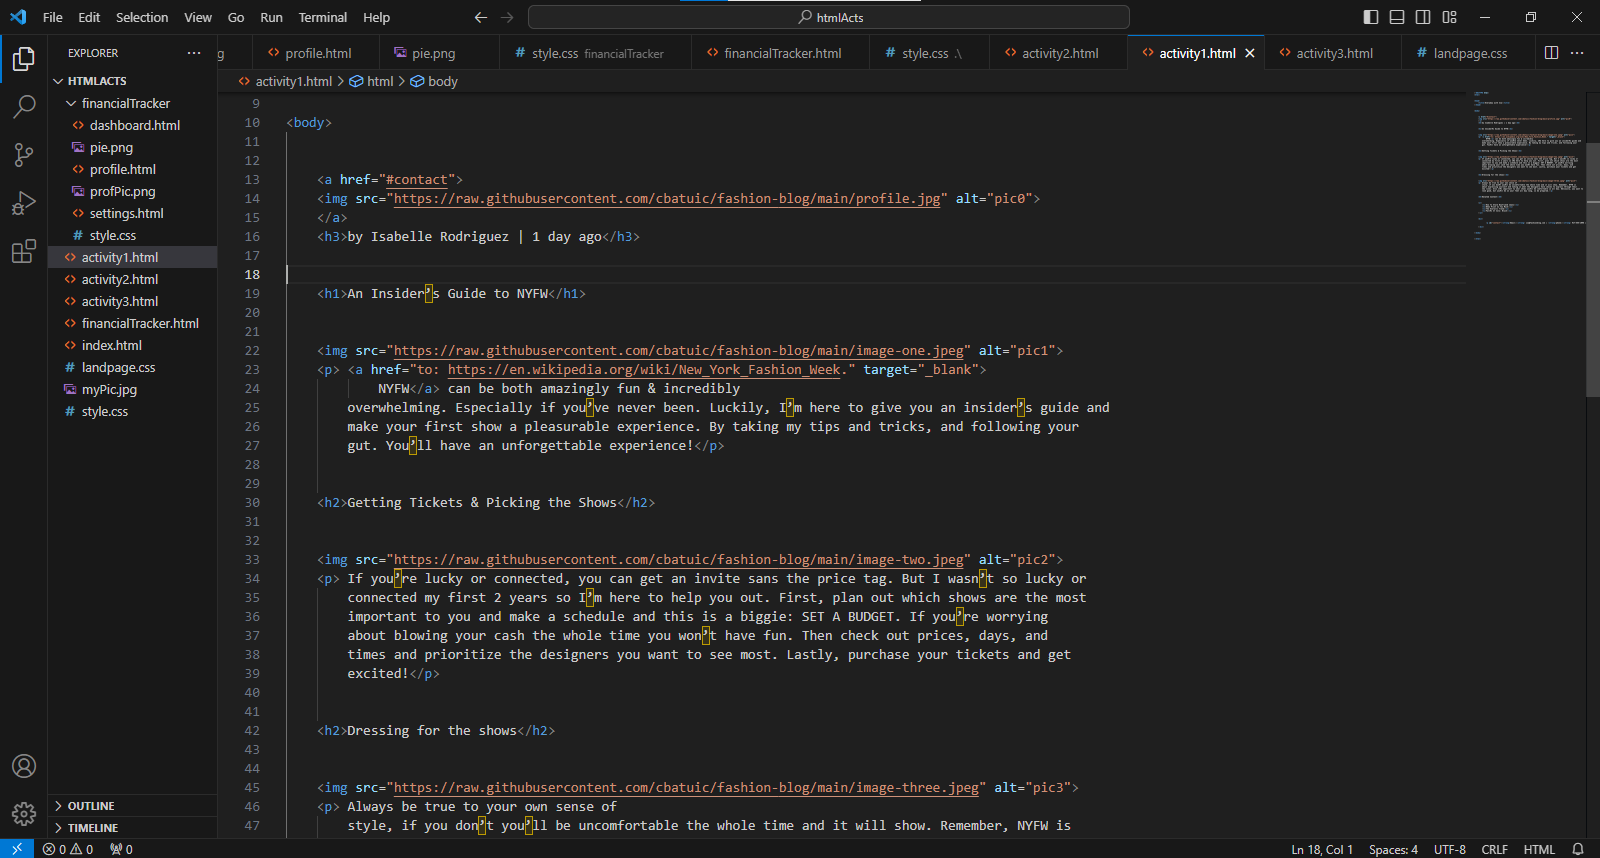 File Edit Selection View Go Run Terminal Help
htmlActs
EXPLORER
HTMLACTS
financialTracker
dashboard.html
pie.png
profile.html
profPic.png
settings.html
style.css
activity1.html
activity2.html
activity3.html
financialTracker.html
index.html
landpage.css
myPic.jpg
style.css
OUTLINE
TIMELINE
g profile.html pie.png style.css financialTracker financialTracker.html style.css .\ activity2.html activity1.html activity3.html landpage.css
activity1.html > html > body
9
10 <body>
11
12
13 <a href="#contact">
14 <img src="https://raw.githubusercontent.com/cbatuic/fashion-blog/main/profile.jpg" alt="pic0">
15 </a>
16 <h3>by Isabelle Rodriguez | 1 day ago</h3>
17
18
19 <h1>An Insider’s Guide to NYFW</h1>
20
21
22 <img src="https://raw.githubusercontent.com/cbatuic/fashion-blog/main/image-one.jpeg" alt="pic1">
23 <p> <a href="to: https://en.wikipedia.org/wiki/New_York_Fashion_Week." target="_blank">
24 NYFW</a> can be both amazingly fun & incredibly
25 overwhelming. Especially if you’ve never been. Luckily, I’m here to give you an insider’s guide and
26 make your first show a pleasurable experience. By taking my tips and tricks, and following your
27 gut. You’ll have an unforgettable experience!</p>
28
29
30 <h2>Getting Tickets & Picking the Shows</h2>
31
32
33 <img src="https://raw.githubusercontent.com/cbatuic/fashion-blog/main/image-two.jpeg" alt="pic2">
34 <p> If you’re lucky or connected, you can get an invite sans the price tag. But I wasn’t so lucky or
35 connected my first 2 years so I’m here to help you out. First, plan out which shows are the most
36 important to you and make a schedule and this is a biggie: SET A BUDGET. If you’re worrying
37 about blowing your cash the whole time you won’t have fun. Then check out prices, days, and
38 times and prioritize the designers you want to see most. Lastly, purchase your tickets and get
39 excited!</p>
40
41
42 <h2>Dressing for the shows</h2>
43
44
45 <img src="https://raw.githubusercontent.com/cbatuic/fashion-blog/main/image-three.jpeg" alt="pic3">
46 <p> Always be true to your own sense of
47 style, if you don’t you’ll be uncomfortable the whole time and it will show. Remember, NYFW is
0 0 0 Ln 18, Col 1 Spaces: 4 UTF-8 CRLF HTML